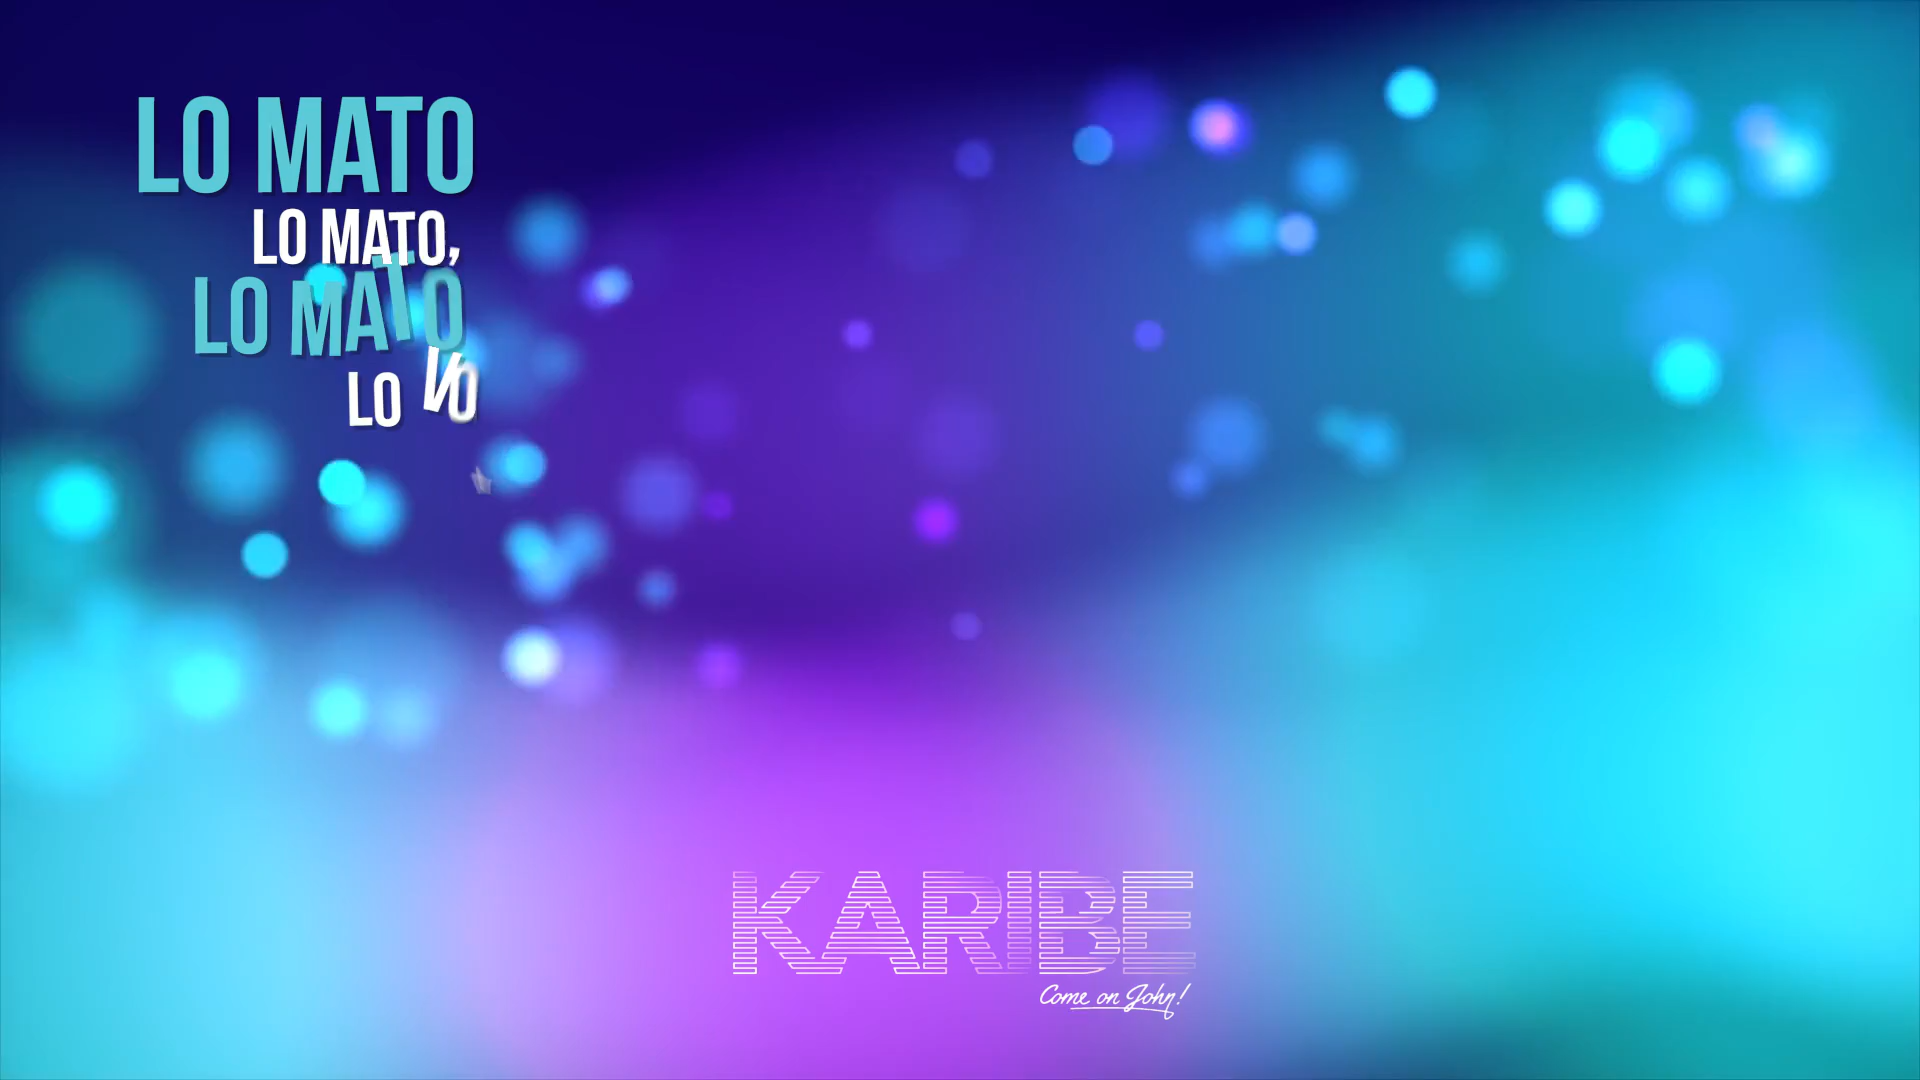 LO MATO
LO MATO,
LO MATO
LO
KARIBE
Come on John!